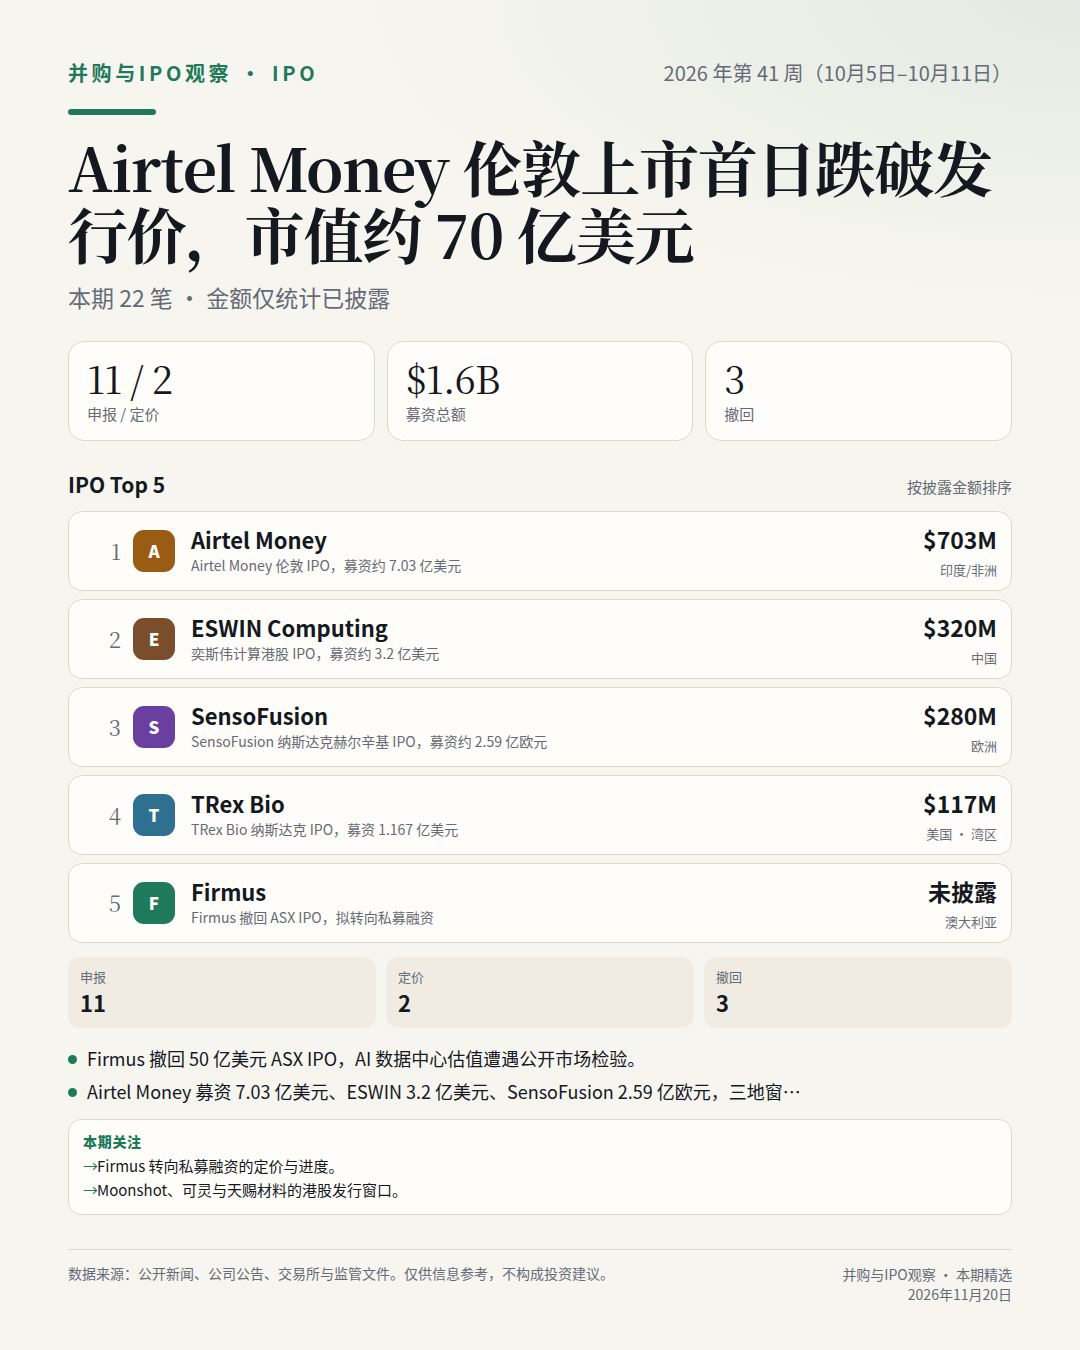 并购与IPO观察 · IPO
2026 年第 41 周（10月5日–10月11日）
Airtel Money 伦敦上市首日跌破发
行价，市值约 70 亿美元
本期 22 笔 · 金额仅统计已披露
11 / 2
申报 / 定价
$1.6B
募资总额
3
撤回
IPO Top 5
按披露金额排序
1
A
Airtel Money
Airtel Money 伦敦 IPO，募资约 7.03 亿美元
$703M
印度/非洲
2
E
ESWIN Computing
奕斯伟计算港股 IPO，募资约 3.2 亿美元
$320M
中国
3
S
SensoFusion
SensoFusion 纳斯达克赫尔辛基 IPO，募资约 2.59 亿欧元
$280M
欧洲
4
T
TRex Bio
TRex Bio 纳斯达克 IPO，募资 1.167 亿美元
$117M
美国 · 湾区
5
F
Firmus
Firmus 撤回 ASX IPO，拟转向私募融资
未披露
澳大利亚
申报
11
定价
2
撤回
3
Firmus 撤回 50 亿美元 ASX IPO，AI 数据中心估值遭遇公开市场检验。
Airtel Money 募资 7.03 亿美元、ESWIN 3.2 亿美元、SensoFusion 2.59 亿欧元，三地窗…
本期关注
→Firmus 转向私募融资的定价与进度。
→Moonshot、可灵与天赐材料的港股发行窗口。
数据来源：公开新闻、公司公告、交易所与监管文件。仅供信息参考，不构成投资建议。
并购与IPO观察 · 本期精选
2026年11月20日